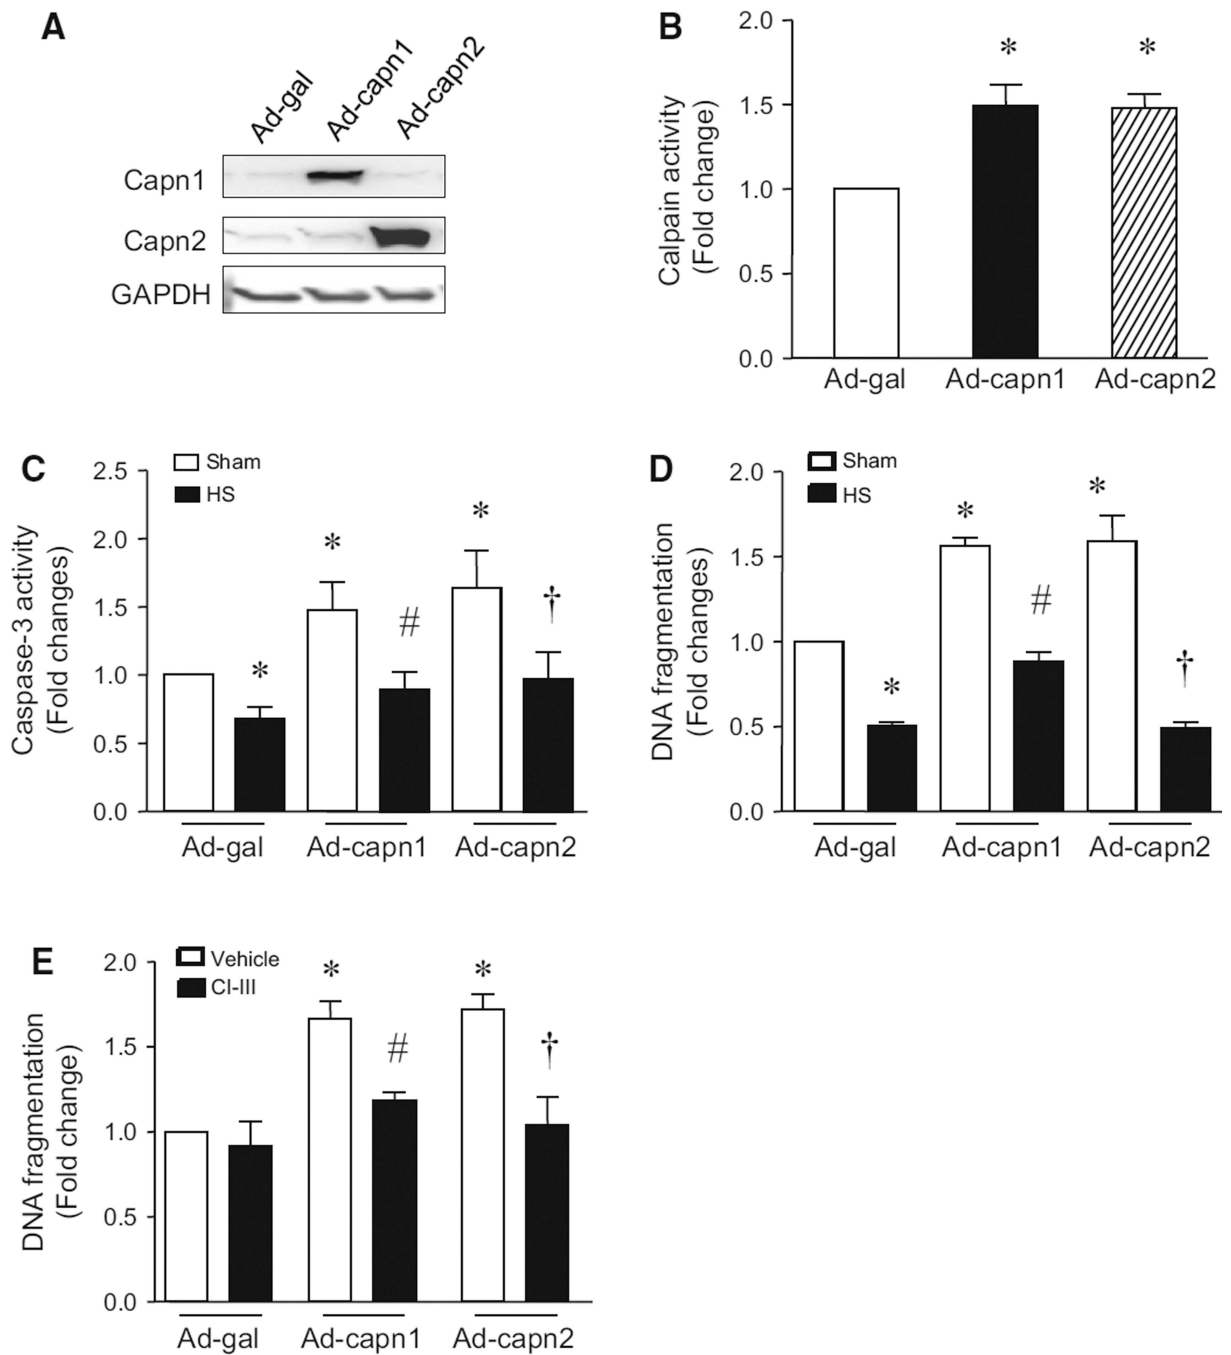 A
Ad-gal
Ad-capn1
Ad-capn2
Capn1
Capn2
GAPDH
B
Calpain activity
(Fold change)
2.0
1.5
1.0
0.5
0.0
*
*
Ad-gal
Ad-capn1
Ad-capn2
C
Sham
HS
Caspase-3 activity
(Fold changes)
2.5
2.0
1.5
1.0
0.5
0.0
*
*
#
*
†
Ad-gal
Ad-capn1
Ad-capn2
D
Sham
HS
DNA fragmentation
(Fold changes)
2.0
1.5
1.0
0.5
0.0
*
*
#
*
†
Ad-gal
Ad-capn1
Ad-capn2
E
Vehicle
CI-III
DNA fragmentation
(Fold change)
2.0
1.5
1.0
0.5
0.0
*
#
*
†
Ad-gal
Ad-capn1
Ad-capn2